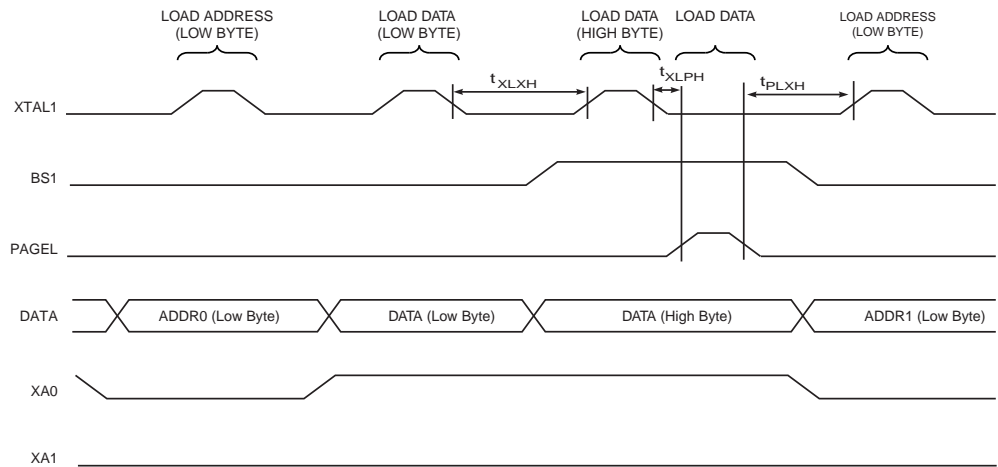 LOAD ADDRESS
(LOW BYTE)
LOAD DATA
(LOW BYTE)
LOAD DATA
(HIGH BYTE)
LOAD DATA
LOAD ADDRESS
(LOW BYTE)
tXLXH
tXLPH
tPLXH
XTAL1
BS1
PAGEL
DATA
ADDR0 (Low Byte)
DATA (Low Byte)
DATA (High Byte)
ADDR1 (Low Byte)
XA0
XA1